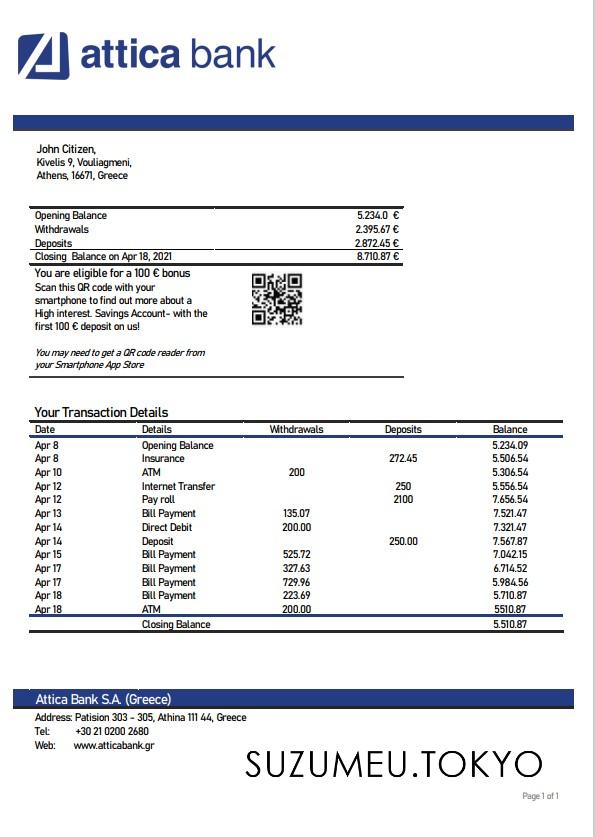 attica bank
John Citizen,
Kivelis 9, Vouliagmeni,
Athens, 16671, Greece
Opening Balance 5.234.0 €
Withdrawals 2.395.67 €
Deposits 2.872.45 €
Closing Balance on Apr 18, 2021 8.710.87 €
You are eligible for a 100 € bonus
Scan this QR code with your
smartphone to find out more about a
High interest. Savings Account- with the
first 100 € deposit on us!
You may need to get a QR code reader from
your Smartphone App Store
Your Transaction Details
Date Details Withdrawals Deposits Balance
Apr 8 Opening Balance 5.234.09
Apr 8 Insurance 272.45 5.506.54
Apr 10 ATM 200 5.306.54
Apr 12 Internet Transfer 250 5.556.54
Apr 12 Pay roll 2100 7.656.54
Apr 13 Bill Payment 135.07 7.521.47
Apr 14 Direct Debit 200.00 7.321.47
Apr 14 Deposit 250.00 7.567.87
Apr 15 Bill Payment 525.72 7.042.15
Apr 17 Bill Payment 327.63 6.714.52
Apr 17 Bill Payment 729.96 5.984.56
Apr 18 Bill Payment 223.69 5.710.87
Apr 18 ATM 200.00 5510.87
Closing Balance 5.510.87
Attica Bank S.A. (Greece)
Address: Patision 303 - 305, Athina 111 44, Greece
Tel: +30 21 0200 2680
Web: www.atticabank.gr
SUZUMEU.TOKYO
Page 1 of 1